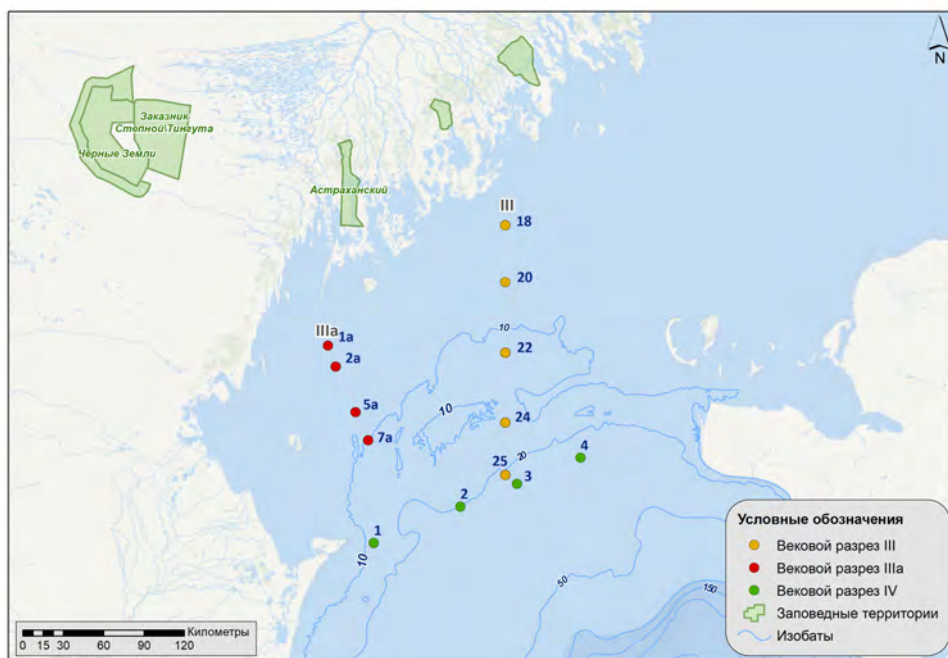 N
Заказник
Степной\Тингута
Чёрные Земли
Астраханский
III
18
20
10
IIIa
1a
22
2a
5a
10
24
7a
4
20
25
3
2
1
10
50
150
Условные обозначения
Вековой разрез III
Вековой разрез IIIa
Вековой разрез IV
Заповедные территории
Изобаты
Километры
0 15 30 60 90 120